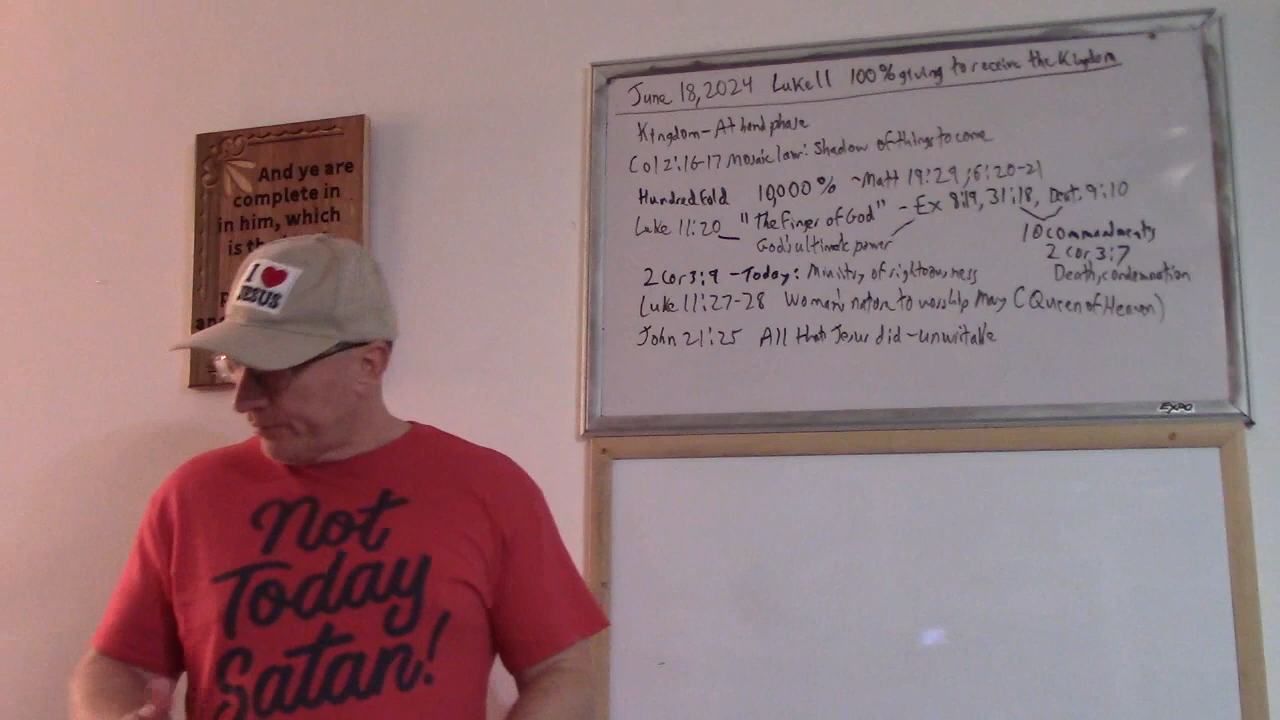 And ye are
complete in
in him, which
is the
an
I ❤ JESUS
Not
Today
Satan!
June 18, 2024 Luke 11 100% giving to receive the Kingdom
Kingdom - At hand phase
Col 2:16-17 Mosaic law: Shadow of things to come
Hundredfold 10,000% ~Matt 19:29; 6:20-21
Luke 11:20 "The Finger of God" - Ex 8:19, 31:18, Deut. 9:10
God's ultimate power
10 commandments
2 Cor 3:7
Death, condemnation
2 Cor 3:9 - Today: Ministry of righteousness
Luke 11:27-28 Woman's notion to worship Mary (Queen of Heaven)
John 21:25 All that Jesus did - unwritable
EXPO